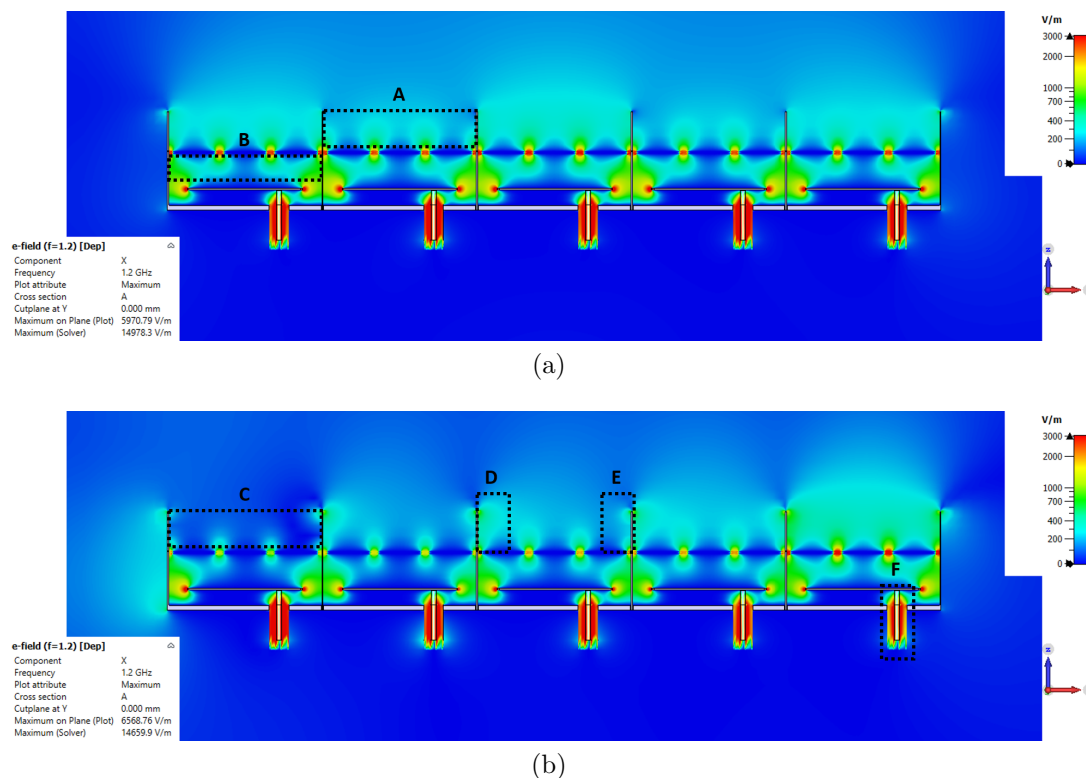 V/m
3000
2000
1000
700
400
200
0
A
B
e-field (f=1.2) [Dep]
Component X
Frequency 1.2 GHz
Plot attribute Maximum
Cross section A
Cutplane at Y 0.000 mm
Maximum on Plane (Plot) 5970.79 V/m
Maximum (Solver) 14978.3 V/m
(a)
V/m
3000
2000
1000
700
400
200
0
C
D
E
F
e-field (f=1.2) [Dep]
Component X
Frequency 1.2 GHz
Plot attribute Maximum
Cross section A
Cutplane at Y 0.000 mm
Maximum on Plane (Plot) 6568.76 V/m
Maximum (Solver) 14659.9 V/m
(b)